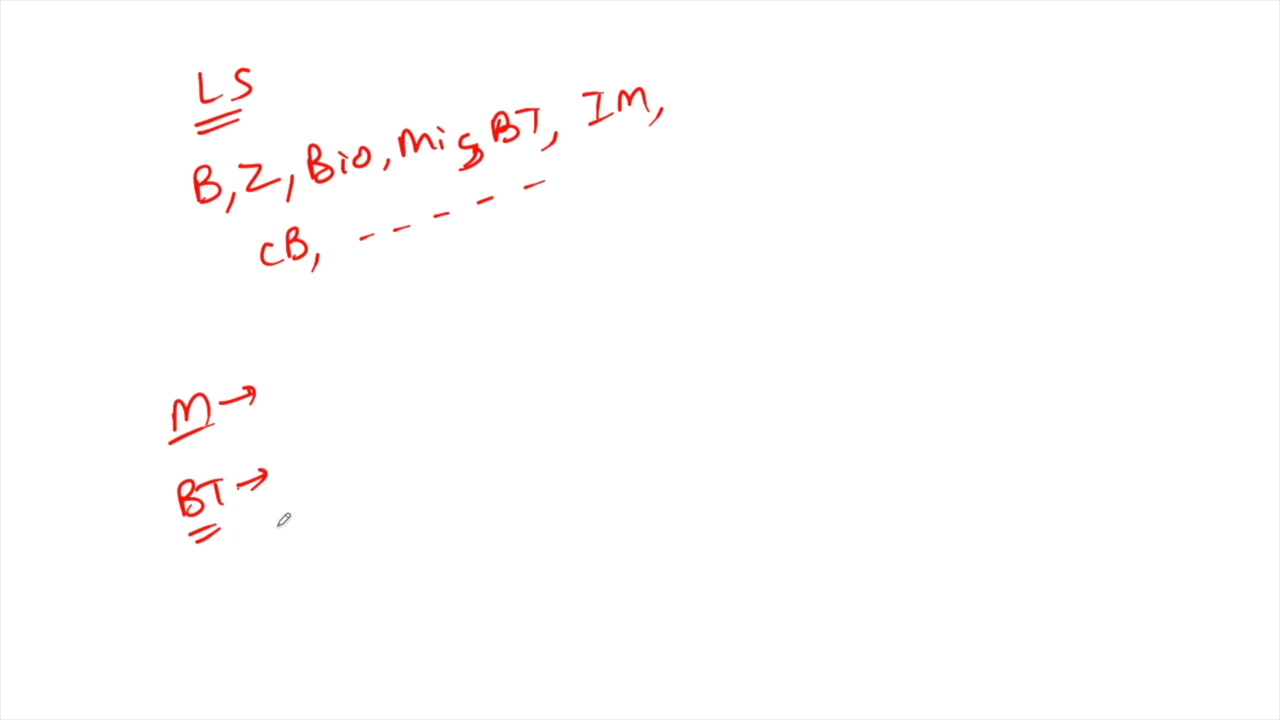 LS
B, Z, Bio, Mic, BT, IM,
CB, - - - - -
M →
BT →